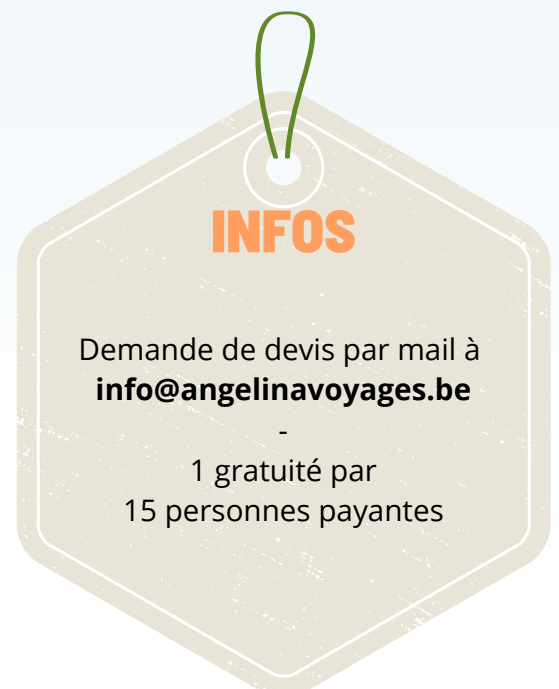 INFOS
Demande de devis par mail à
info@angelinavoyages.be
-
1 gratuité par
15 personnes payantes